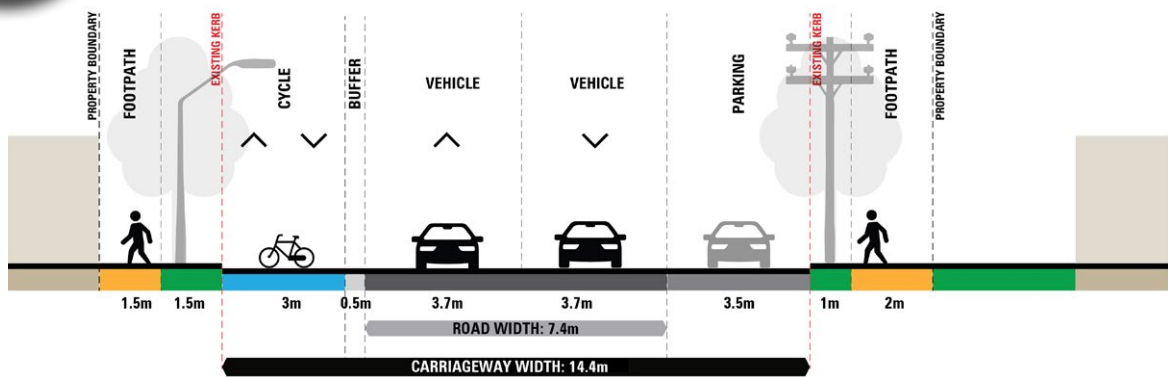 PROPERTY BOUNDARY
FOOTPATH
EXISTING KERB
CYCLE
BUFFER
VEHICLE
VEHICLE
PARKING
EXISTING KERB
FOOTPATH
PROPERTY BOUNDARY
1.5m 1.5m 3m 0.5m 3.7m 3.7m 3.5m 1m 2m
ROAD WIDTH: 7.4m
CARRIAGEWAY WIDTH: 14.4m